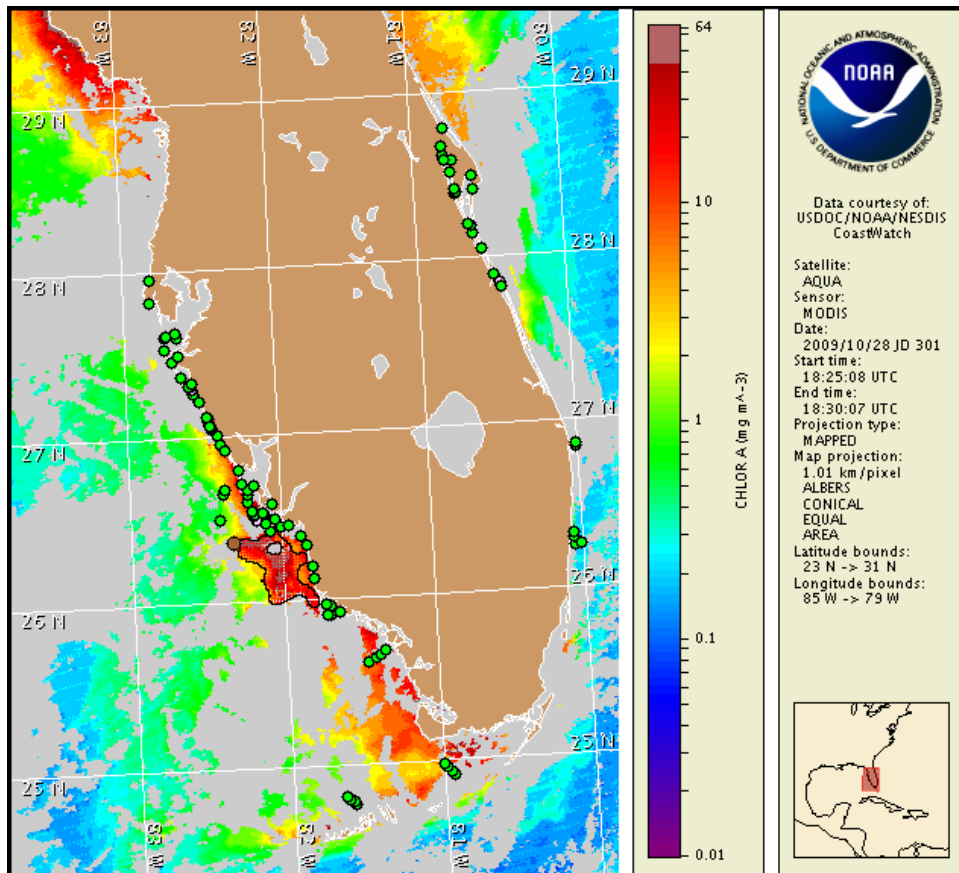 83 W
82 W
81 W
80 W
29 N
29 N
28 N
28 N
27 N
27 N
26 N
26 N
25 N
25 N
83 W
82 W
81 W
64
10
1
0.1
0.01
CHLOR A (mg m^-3)
NATIONAL OCEANIC AND ATMOSPHERIC ADMINISTRATION
NOAA
U.S. DEPARTMENT OF COMMERCE
Data courtesy of:
USDOC/NOAA/NESDIS
CoastWatch
Satellite:
AQUA
Sensor:
MODIS
Date:
2009/10/28 JD 301
Start time:
18:25:08 UTC
End time:
18:30:07 UTC
Projection type:
MAPPED
Map projection:
1.01 km/pixel
ALBERS
CONICAL
EQUAL
AREA
Latitude bounds:
23 N -> 31 N
Longitude bounds:
85 W -> 79 W